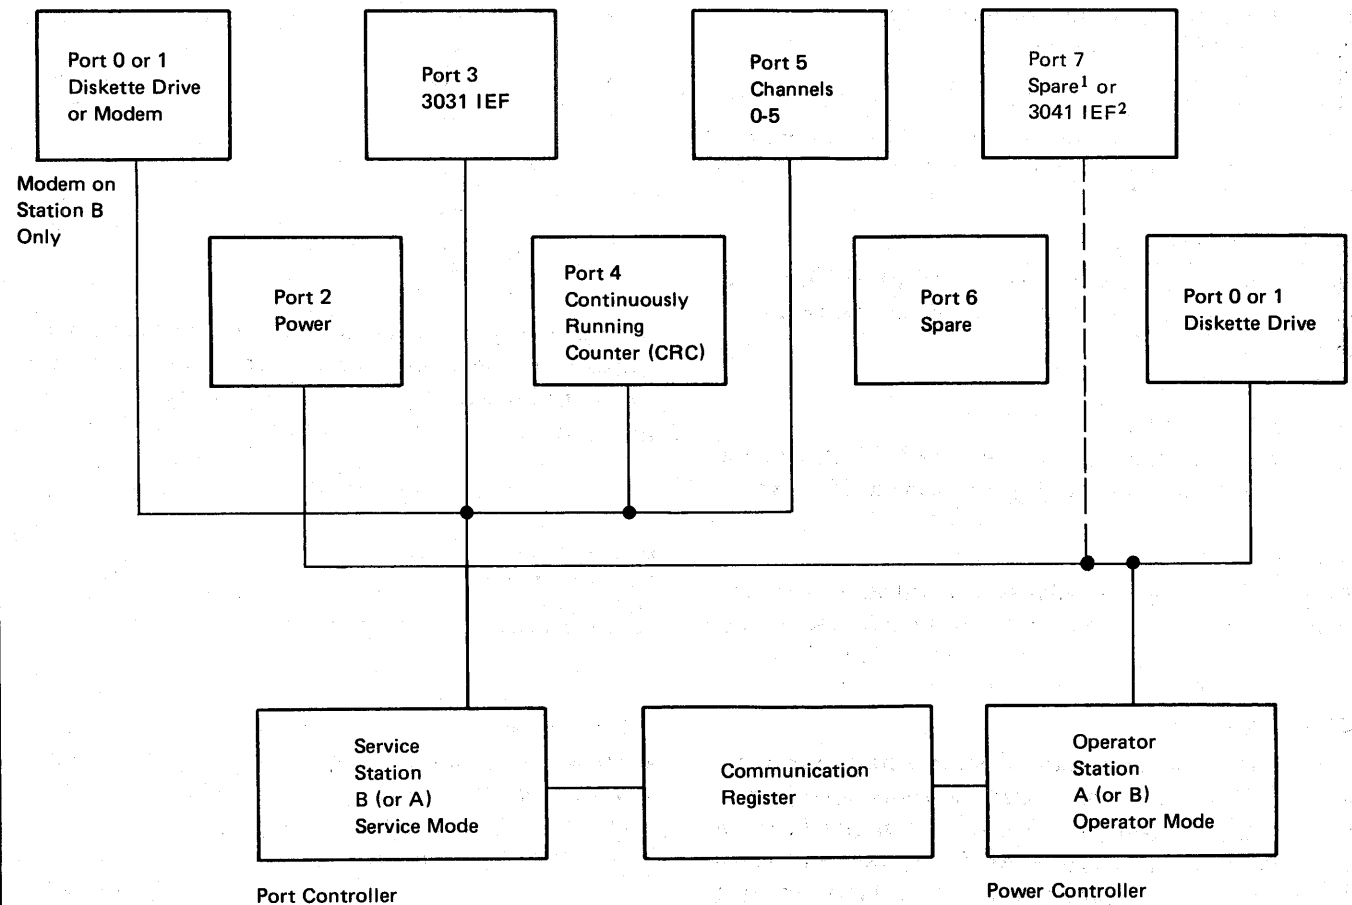 Port 0 or 1
Diskette Drive
or Modem
Modem on
Station B
Only
Port 3
3031 IEF
Port 5
Channels
0-5
Port 7
Spare¹ or
3041 IEF²
Port 2
Power
Port 4
Continuously
Running
Counter (CRC)
Port 6
Spare
Port 0 or 1
Diskette Drive
Service
Station
B (or A)
Service Mode
Port Controller
Communication
Register
Operator
Station
A (or B)
Operator Mode
Power Controller